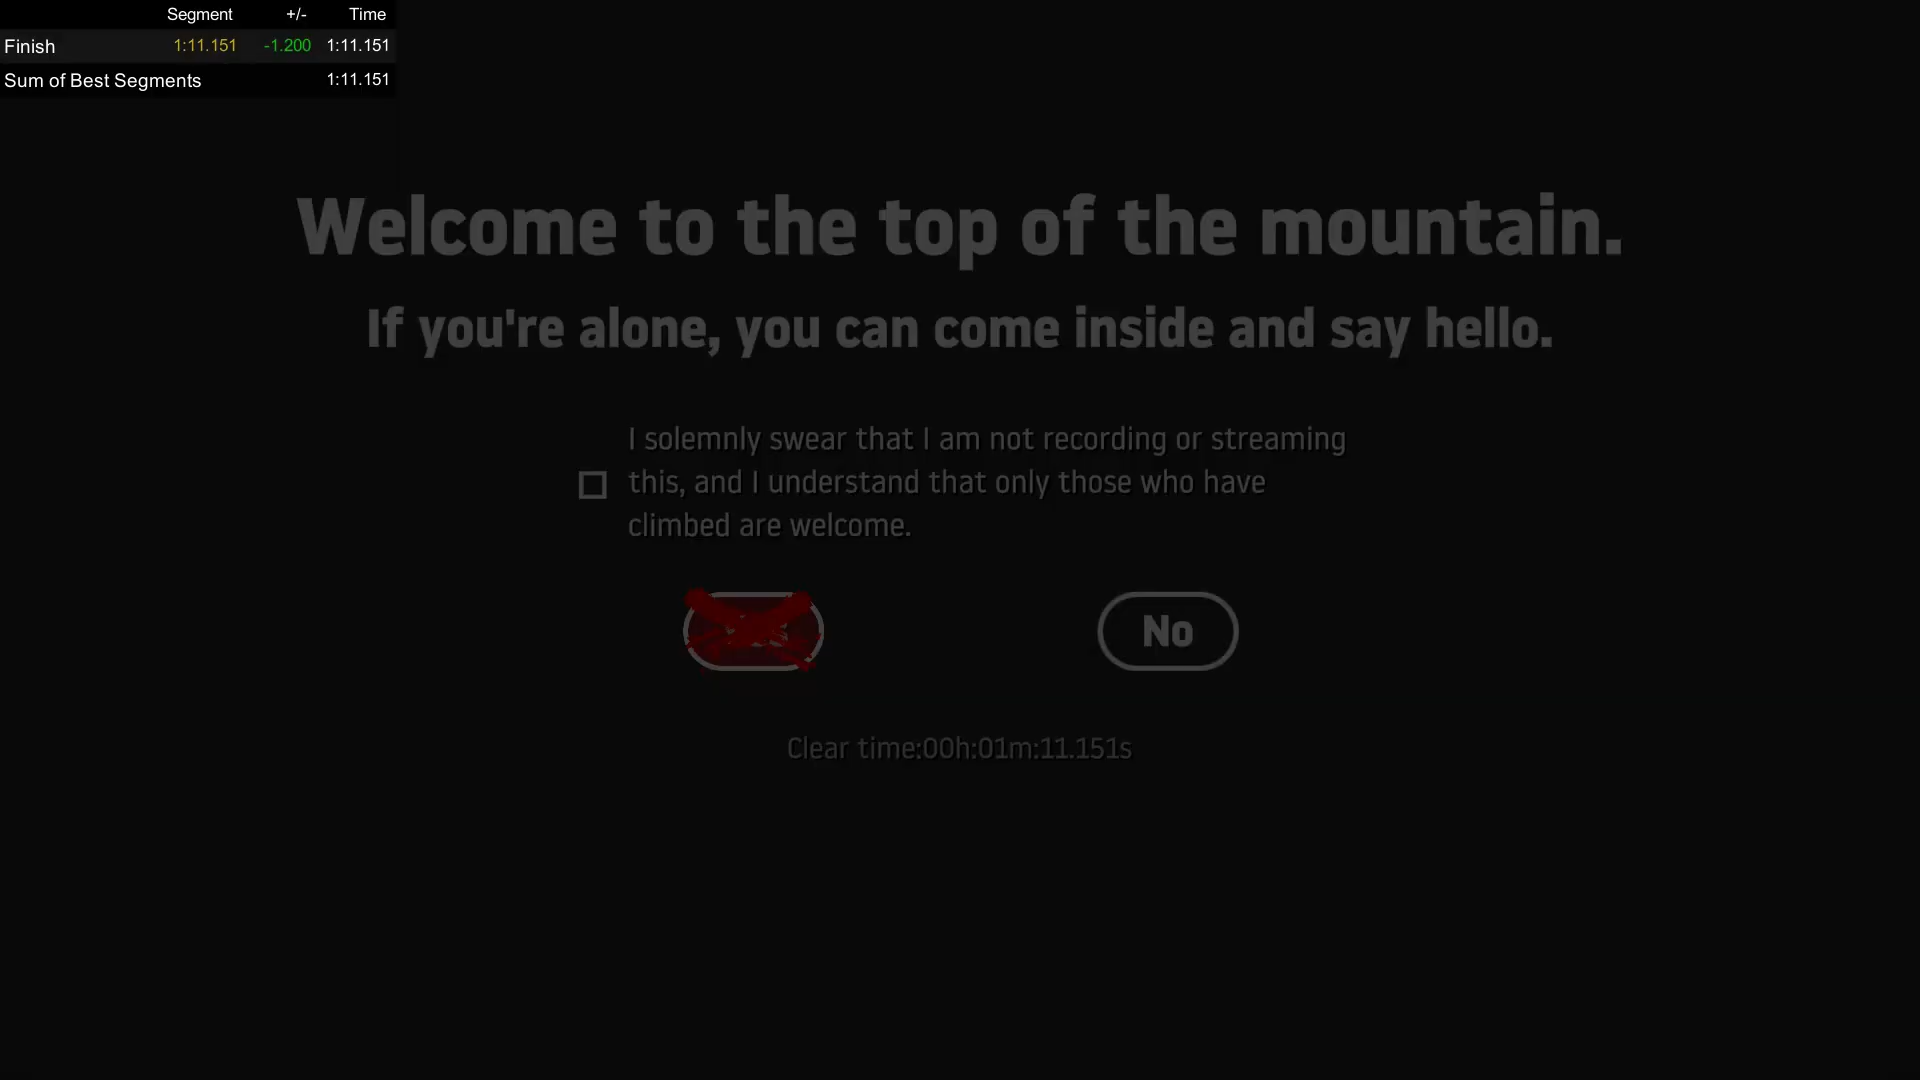 Segment +/- Time
Finish 1:11.151 -1.200 1:11.151
Sum of Best Segments 1:11.151
Welcome to the top of the mountain.
If you're alone, you can come inside and say hello.
I solemnly swear that I am not recording or streaming
this, and I understand that only those who have
climbed are welcome.
No
Clear time:00h:01m:11.151s